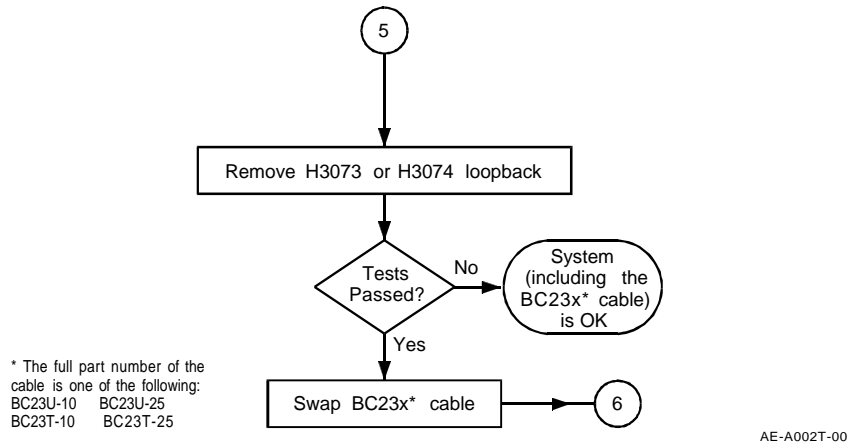 5
Remove H3073 or H3074 loopback
Tests
Passed?
No
System
(including the
BC23x* cable)
is OK
Yes
Swap BC23x* cable
6
* The full part number of the
cable is one of the following:
BC23U-10 BC23U-25
BC23T-10 BC23T-25
AE-A002T-00